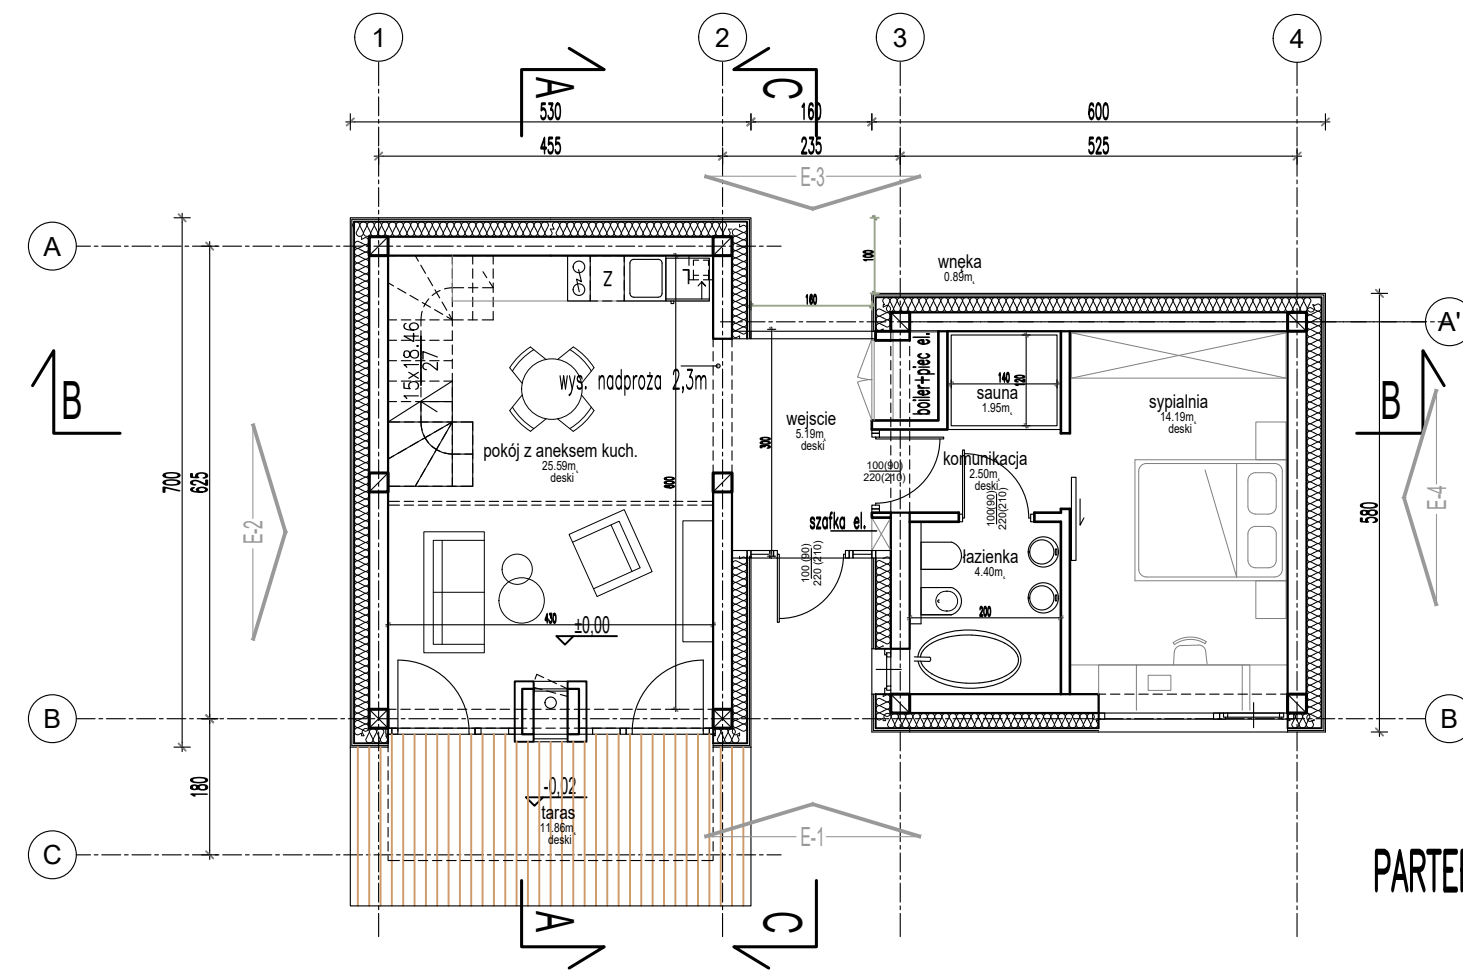 1
2
3
4
A
C
530
160
600
455
235
525
E-3
A
100
wnęka
0.89m
160
A'
Z
15x18.46
27
wys. nadproża 2,3m
boiler+piec el.
140
120
sauna
1.95m
sypialnia
14.19m
deski
B
B
wejscie
5.19m
deski
300
pokój z aneksem kuch.
25.59m
deski
600
100(90)
220(210)
komunikacja
2.50m
deski
100(90)
220(210)
700
625
E-2
E-4
580
szafka el.
100 (90)
220 (210)
łazienka
4.40m
200
430
±0,00
B
B
180
-0,02
taras
11.86m
deski
E-1
C
PARTE
A
C